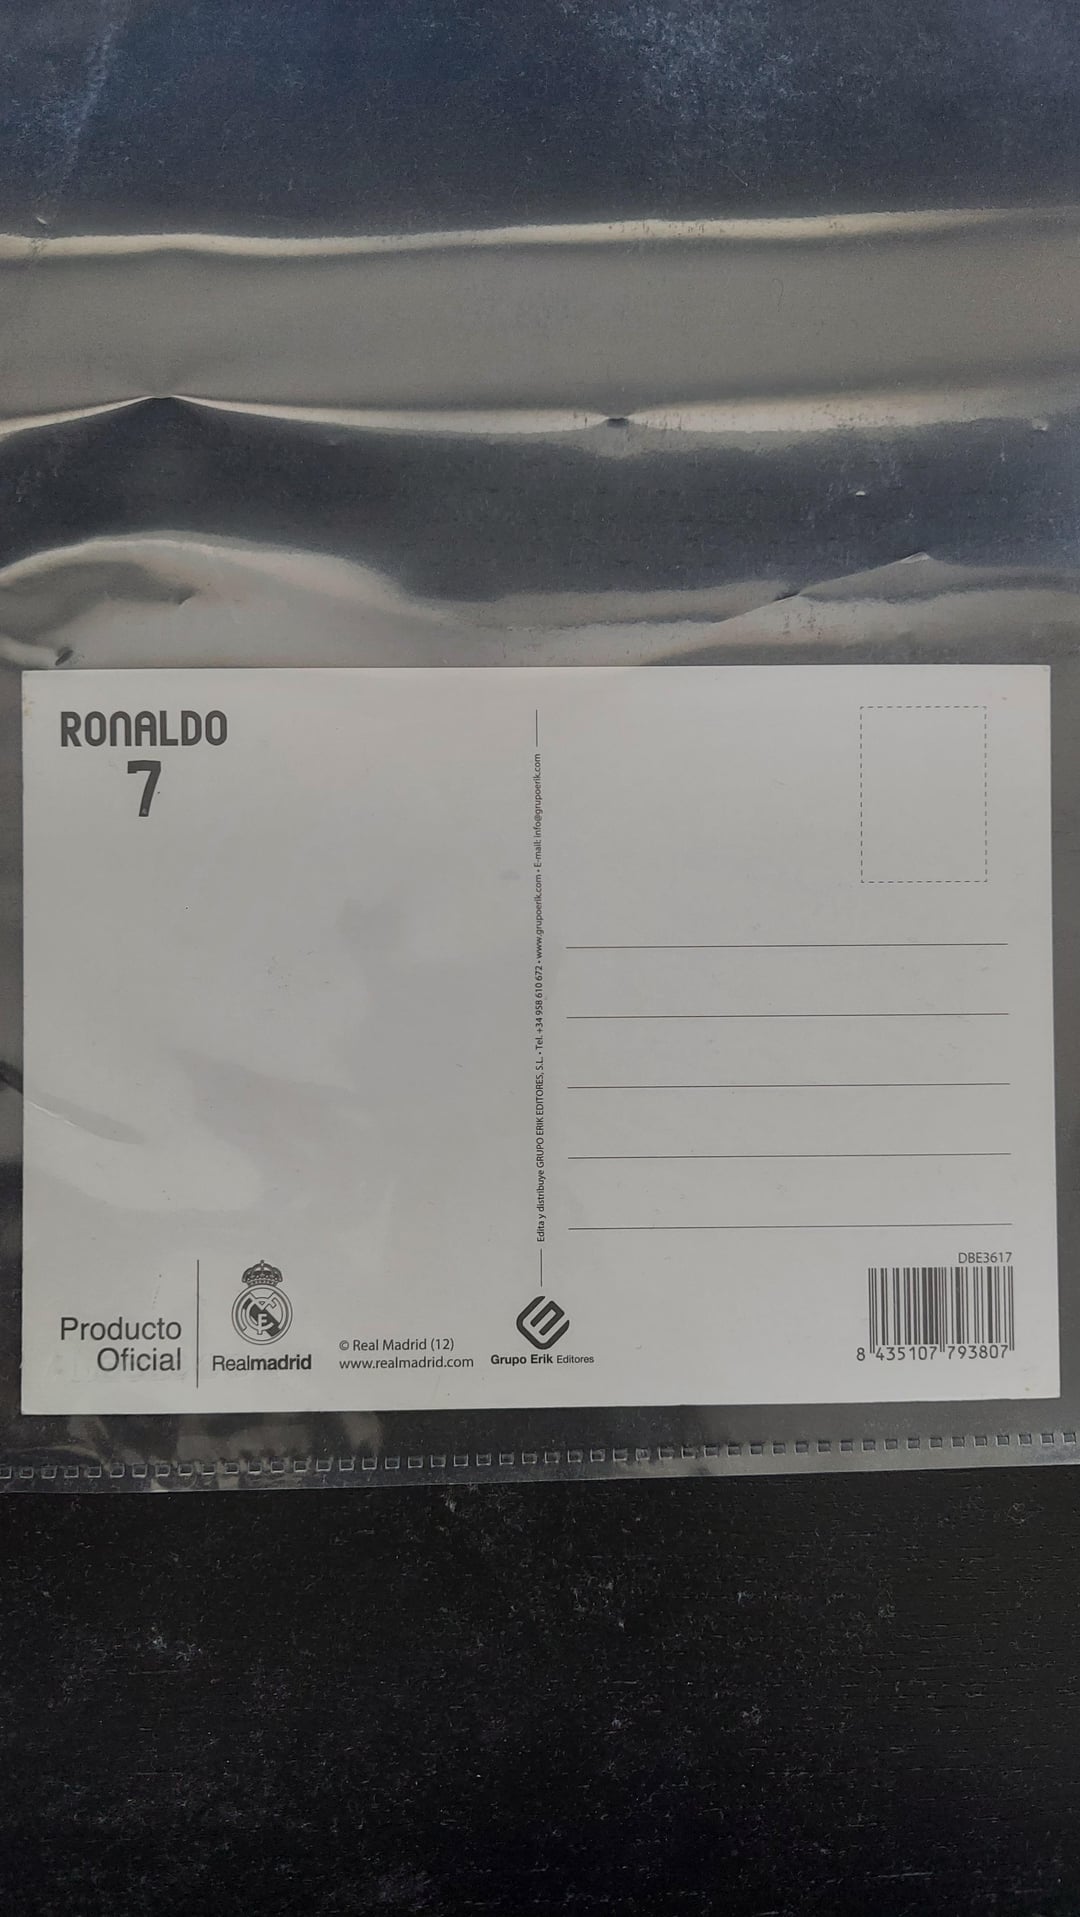 RONALDO
7
Edita y distribuye GRUPO ERIK EDITORES, S.L. • Tel. +34 958 610 672 • www.grupoerik.com • E-mail: info@grupoerik.com
DBE3617
8 435107 793807
Producto
Oficial
Realmadrid
© Real Madrid (12)
www.realmadrid.com
Grupo Erik Editores